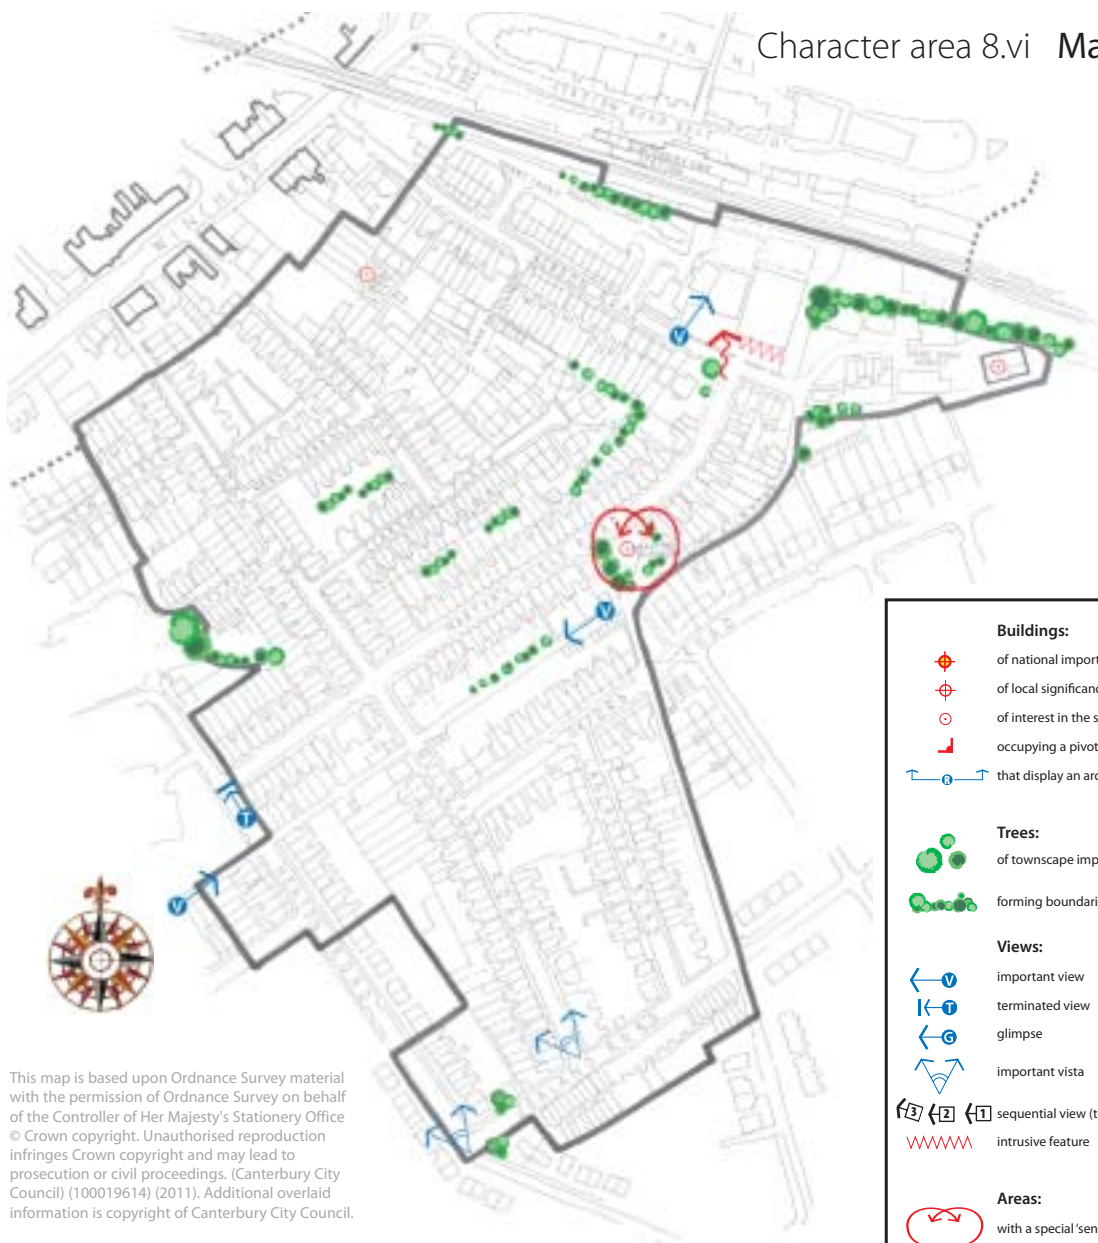 Character area 8.vi Ma
V
V
T
V
Buildings:
of national import
of local significanc
of interest in the s
occupying a pivot
R that display an arc
Trees:
of townscape imp
forming boundari
Views:
V important view
T terminated view
G glimpse
important vista
3 2 1 sequential view (t
intrusive feature
Areas:
with a special 'sen
This map is based upon Ordnance Survey material
with the permission of Ordnance Survey on behalf
of the Controller of Her Majesty's Stationery Office
© Crown copyright. Unauthorised reproduction
infringes Crown copyright and may lead to
prosecution or civil proceedings. (Canterbury City
Council) (100019614) (2011). Additional overlaid
information is copyright of Canterbury City Council.